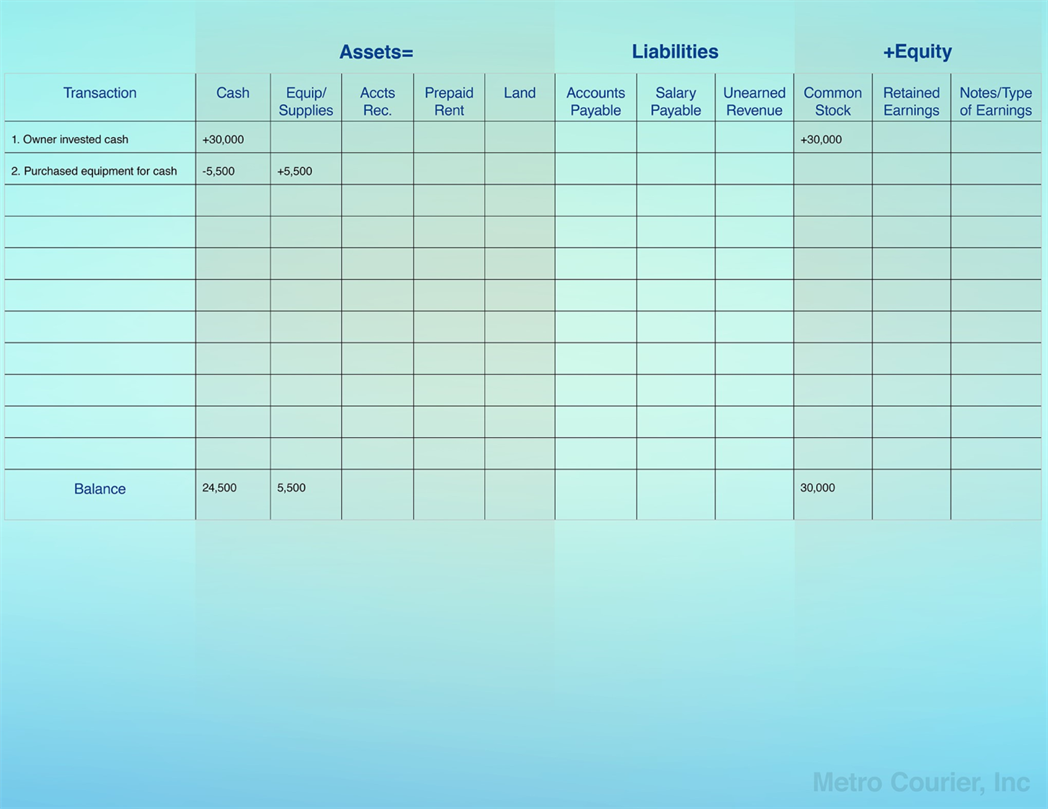 Assets= Liabilities +Equity
Transaction Cash Equip/ Accts Prepaid Land Accounts Salary Unearned Common Retained Notes/Type
Supplies Rec. Rent Payable Payable Revenue Stock Earnings of Earnings
1. Owner invested cash +30,000 +30,000
2. Purchased equipment for cash -5,500 +5,500
Balance 24,500 5,500 30,000
Metro Courier, Inc